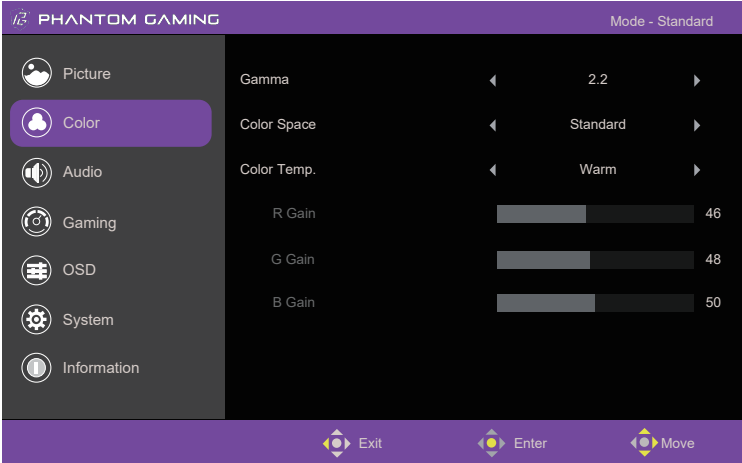 PHANTOM GAMING
Mode - Standard
Picture
Color
Audio
Gaming
OSD
System
Information
Gamma 2.2
Color Space Standard
Color Temp. Warm
R Gain 46
G Gain 48
B Gain 50
Exit Enter Move